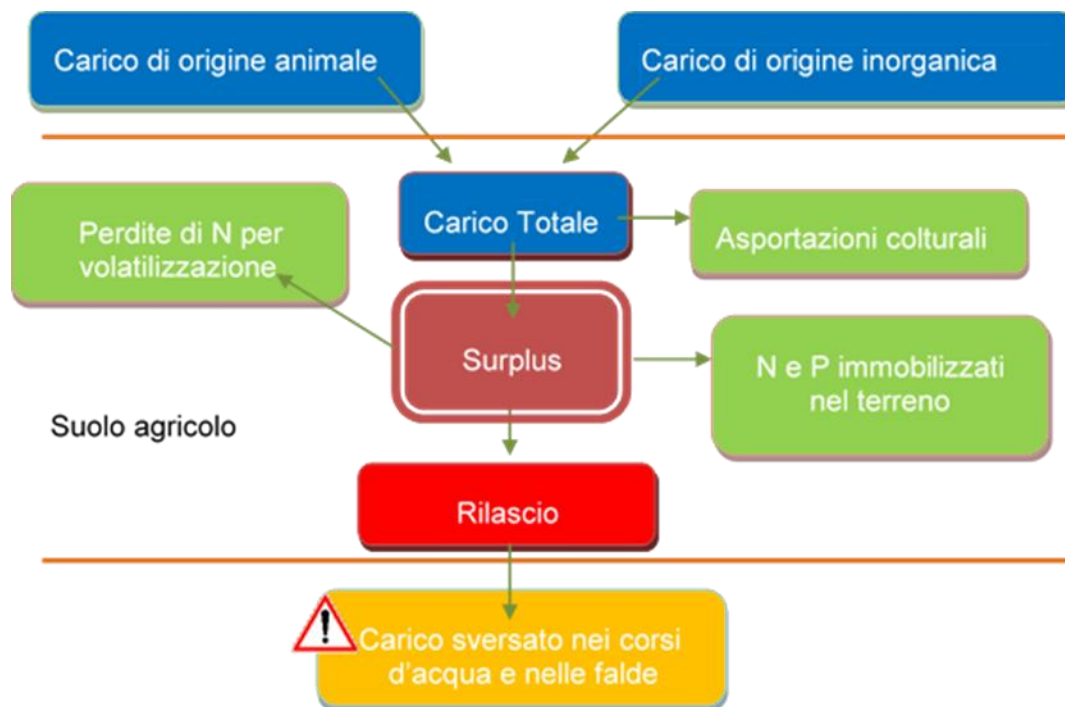 Carico di origine animale
Carico di origine inorganica
Carico Totale
Perdite di N per
volatilizzazione
Asportazioni colturali
Surplus
N e P immobilizzati
nel terreno
Suolo agricolo
Rilascio
!
Carico sversato nei corsi
d'acqua e nelle falde